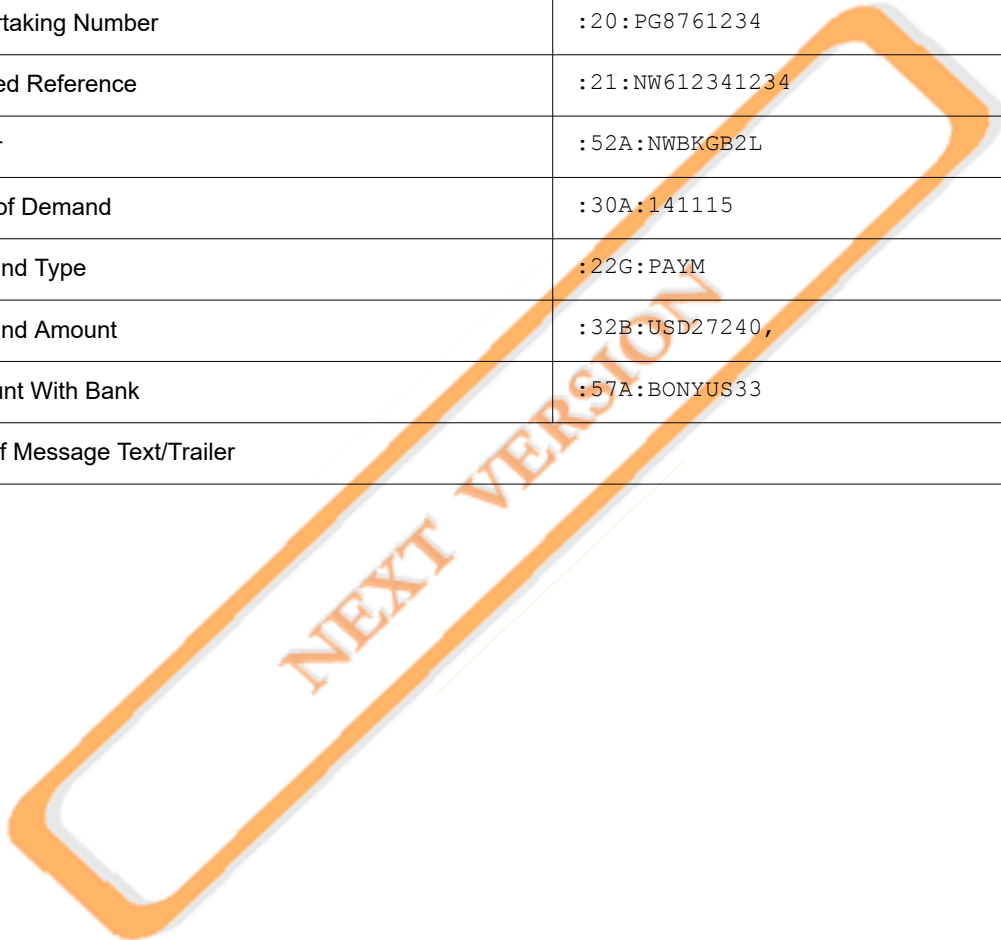 rtaking Number :20:PG8761234
ed Reference :21:NW612341234
:52A:NWBKGB2L
of Demand :30A:141115
nd Type :22G:PAYM
nd Amount :32B:USD27240,
unt With Bank :57A:BONYUS33
f Message Text/Trailer
NEXT VERSION